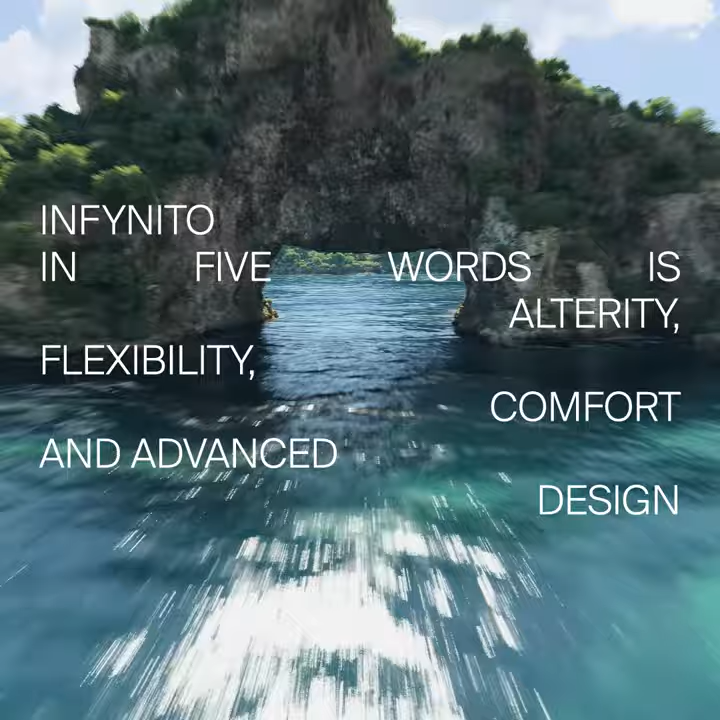 INFYNITO
IN FIVE WORDS IS
ALTERITY,
FLEXIBILITY,
COMFORT
AND ADVANCED
DESIGN